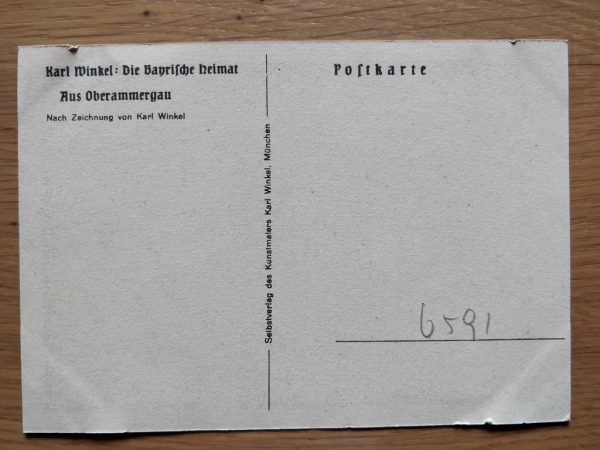 Karl Winkel: Die Bayriſche Heimat
Aus Oberammergau
Nach Zeichnung von Karl Winkel
Selbstverlag des Kunstmalers Karl Winkel, München
Poſtkarte
6591